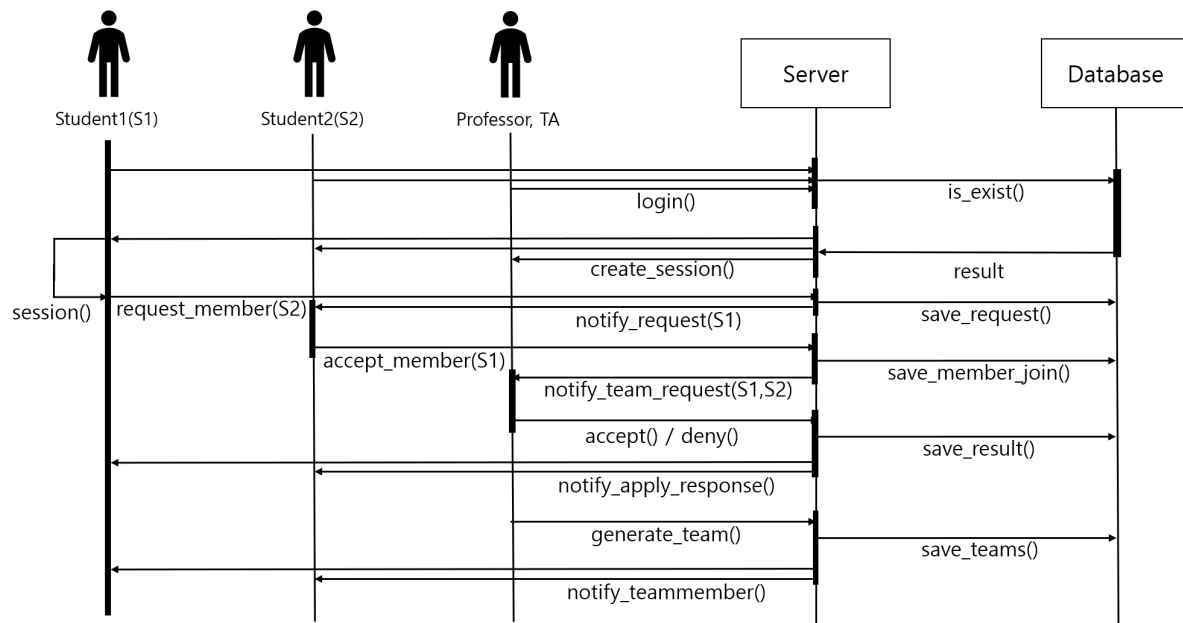 Server
Database
Student1(S1)
Student2(S2)
Professor, TA
login()
is_exist()
create_session()
result
session()
request_member(S2)
notify_request(S1)
save_request()
accept_member(S1)
save_member_join()
notify_team_request(S1,S2)
accept() / deny()
save_result()
notify_apply_response()
generate_team()
save_teams()
notify_teammember()